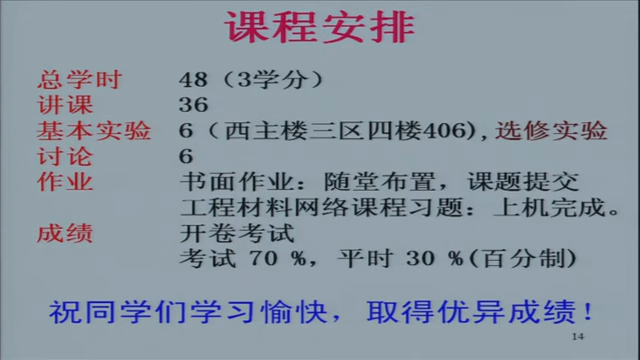 课程安排
总学时 48（3学分）
讲课 36
基本实验 6（西主楼三区四楼406),选修实验
讨论 6
作业 书面作业：随堂布置，课题提交
工程材料网络课程习题：上机完成。
成绩 开卷考试
考试 70 %，平时 30 %(百分制)
祝同学们学习愉快，取得优异成绩！
14